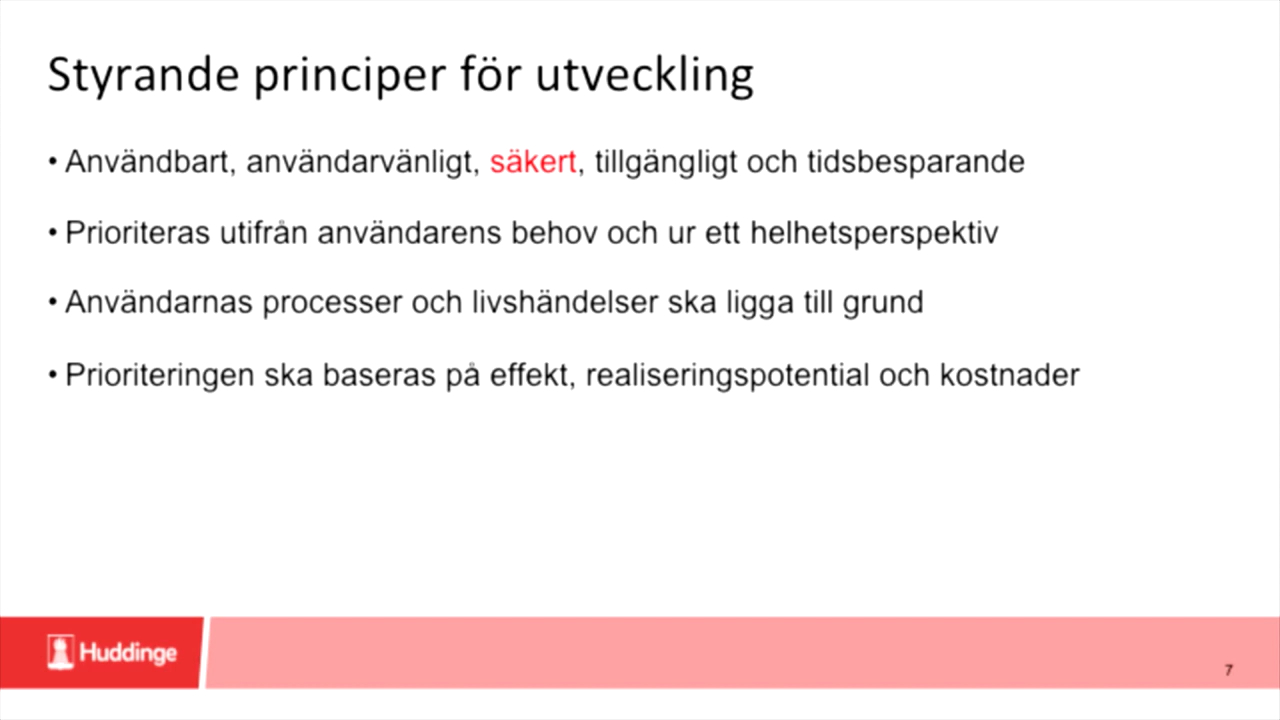 Styrande principer för utveckling
• Användbart, användarvänligt, säkert, tillgängligt och tidsbesparande
• Prioriteras utifrån användarens behov och ur ett helhetsperspektiv
• Användarnas processer och livshändelser ska ligga till grund
• Prioriteringen ska baseras på effekt, realiseringspotential och kostnader
Huddinge
7